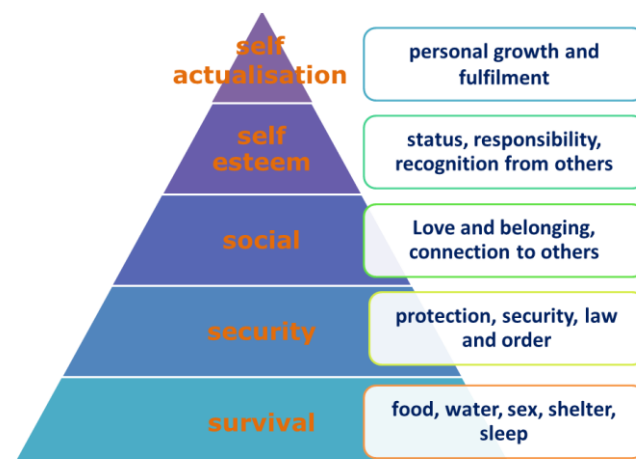 self
actualisation
personal growth and
fulfilment
self
esteem
status, responsibility,
recognition from others
social
Love and belonging,
connection to others
security
protection, security, law
and order
survival
food, water, sex, shelter,
sleep